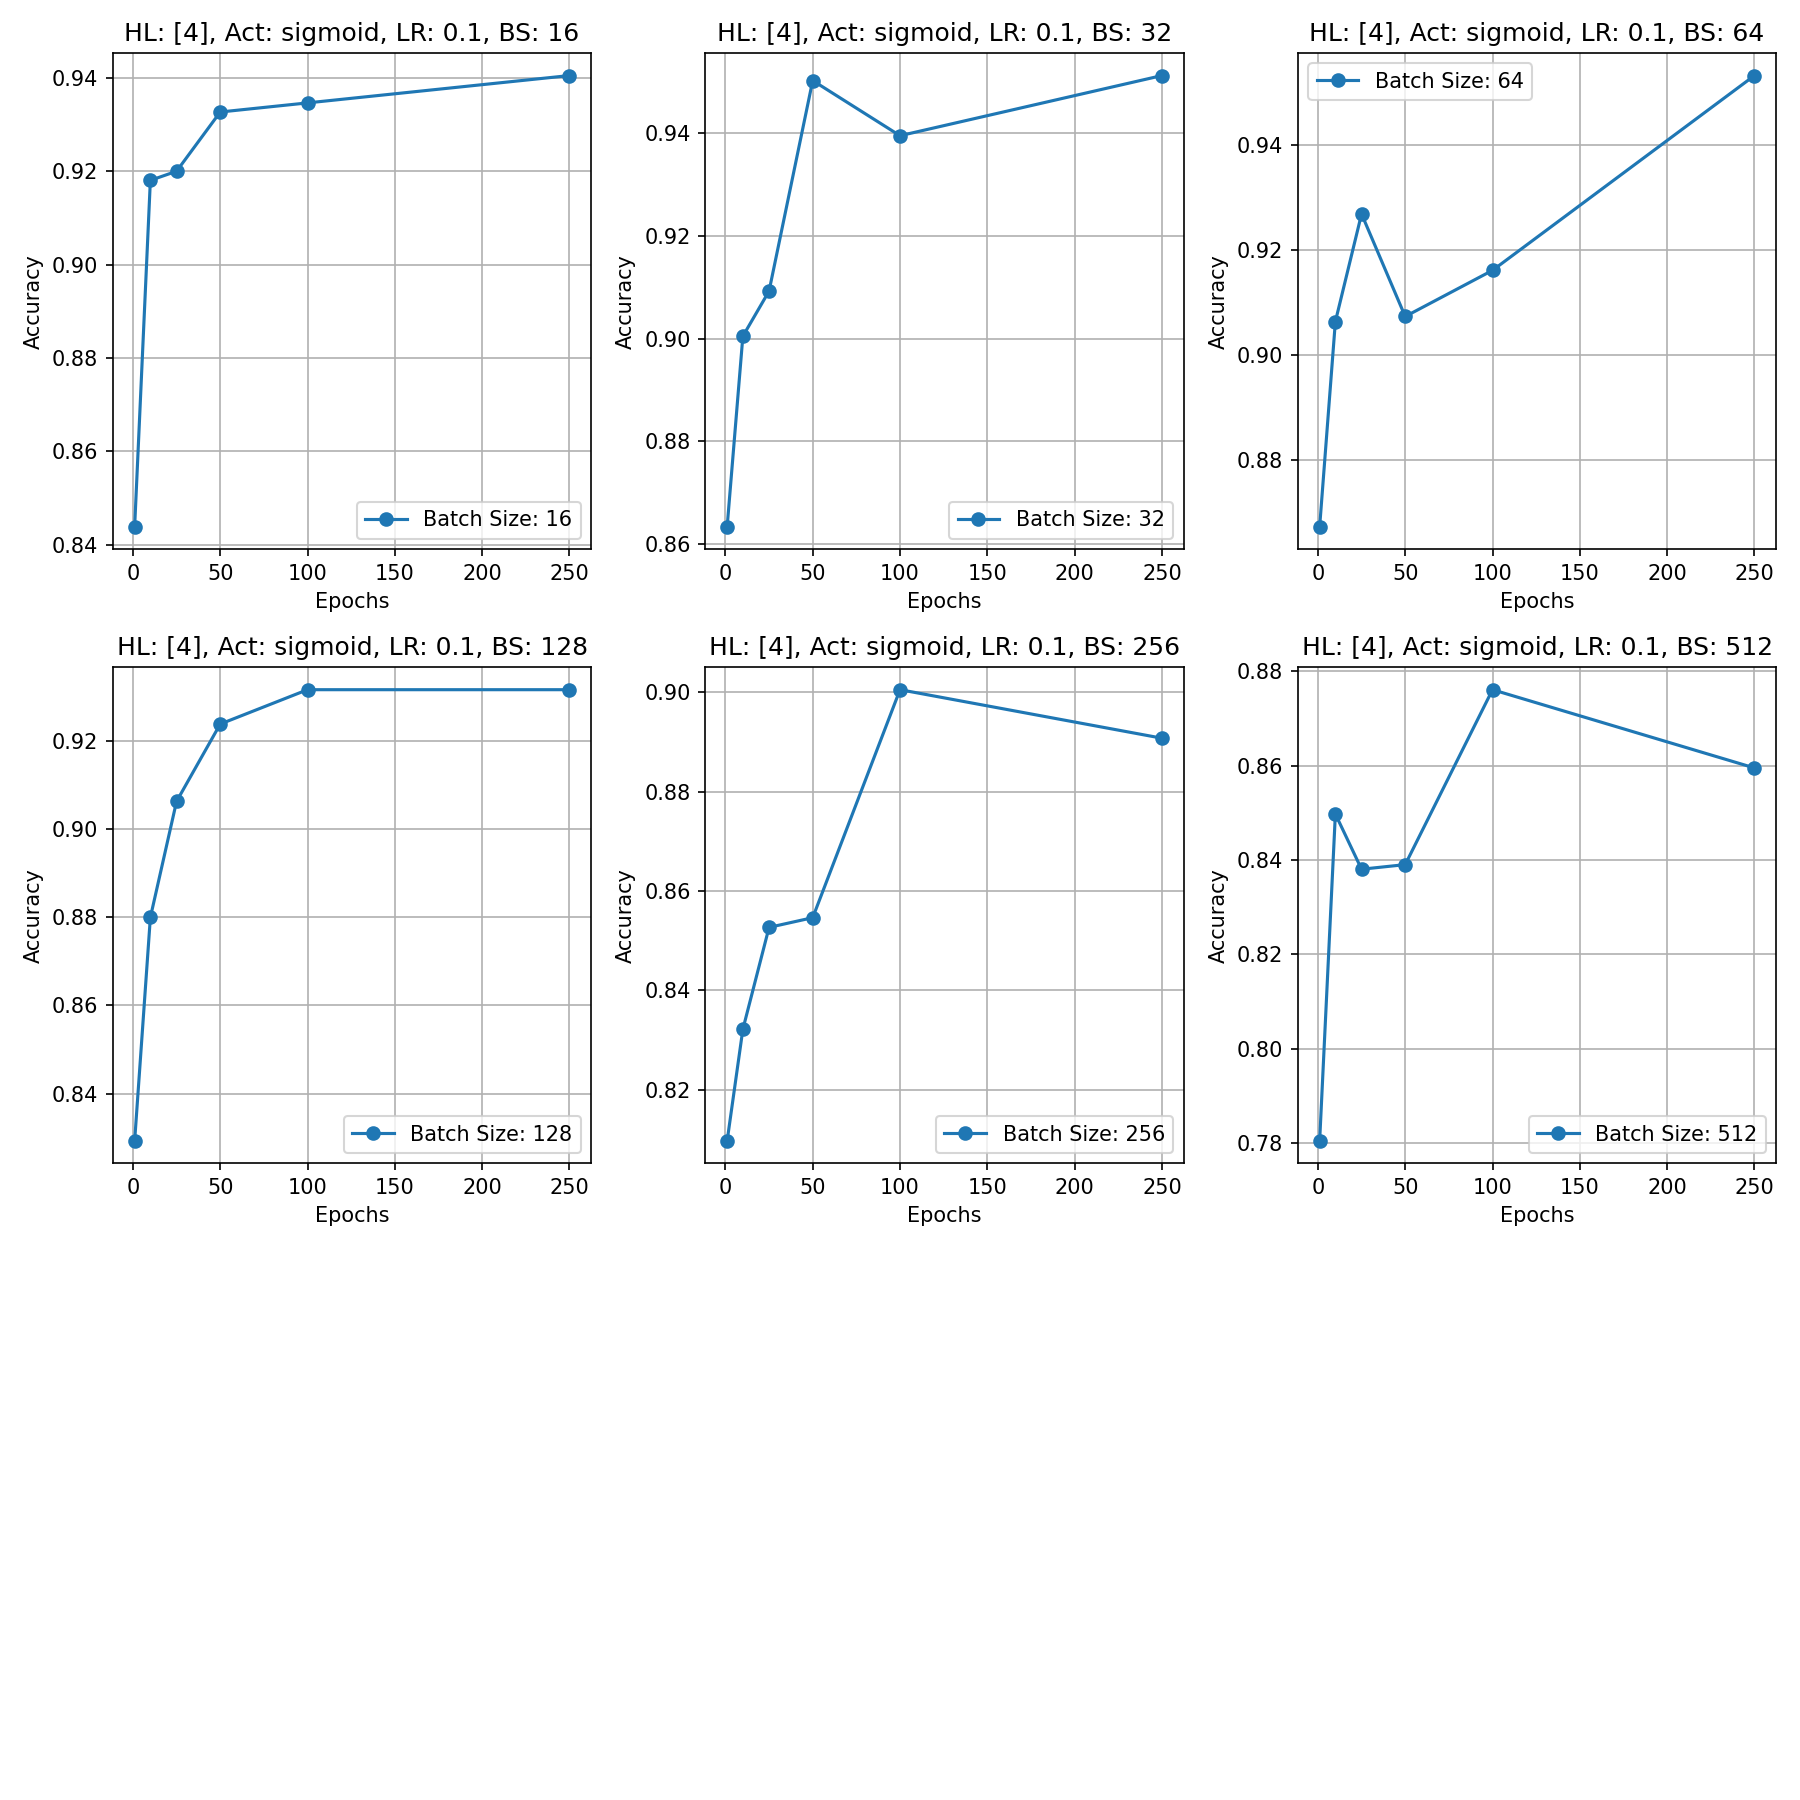 HL: [4], Act: sigmoid, LR: 0.1, BS: 16
0.94
0.92
0.90
0.88
0.86
0.84
Accuracy
Batch Size: 16
0 50 100 150 200 250
Epochs
HL: [4], Act: sigmoid, LR: 0.1, BS: 32
0.94
0.92
0.90
0.88
0.86
Accuracy
Batch Size: 32
0 50 100 150 200 250
Epochs
HL: [4], Act: sigmoid, LR: 0.1, BS: 64
Batch Size: 64
0.94
0.92
0.90
0.88
Accuracy
0 50 100 150 200 250
Epochs
HL: [4], Act: sigmoid, LR: 0.1, BS: 128
0.92
0.90
0.88
0.86
0.84
Accuracy
Batch Size: 128
0 50 100 150 200 250
Epochs
HL: [4], Act: sigmoid, LR: 0.1, BS: 256
0.90
0.88
0.86
0.84
0.82
Accuracy
Batch Size: 256
0 50 100 150 200 250
Epochs
HL: [4], Act: sigmoid, LR: 0.1, BS: 512
0.88
0.86
0.84
0.82
0.80
0.78
Accuracy
Batch Size: 512
0 50 100 150 200 250
Epochs